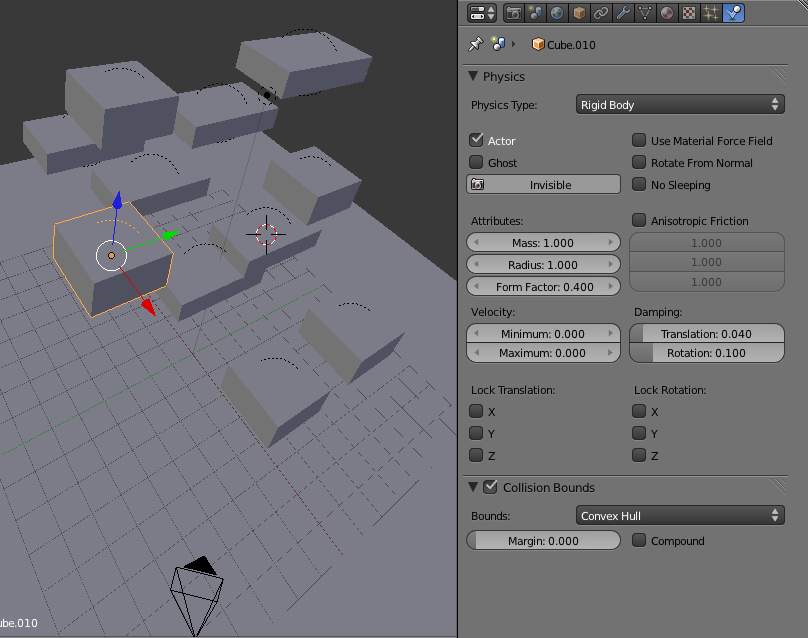 Cube.010
Physics
Physics Type: Rigid Body
Actor
Use Material Force Field
Ghost
Rotate From Normal
Invisible
No Sleeping
Attributes:
Anisotropic Friction
Mass: 1.000
1.000
Radius: 1.000
1.000
Form Factor: 0.400
1.000
Velocity:
Damping:
Minimum: 0.000
Translation: 0.040
Maximum: 0.000
Rotation: 0.100
Lock Translation:
Lock Rotation:
X
X
Y
Y
Z
Z
Collision Bounds
Bounds: Convex Hull
Margin: 0.000
Compound
ube.010